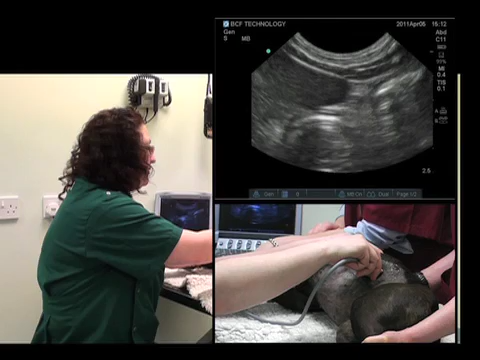 BCF TECHNOLOGY
2011Apr05 15:12
Gen
S MB
Abd
C11
MI
0.4
TIS
0.1
2.5
Gen
MB On
Dual
Page 1/2